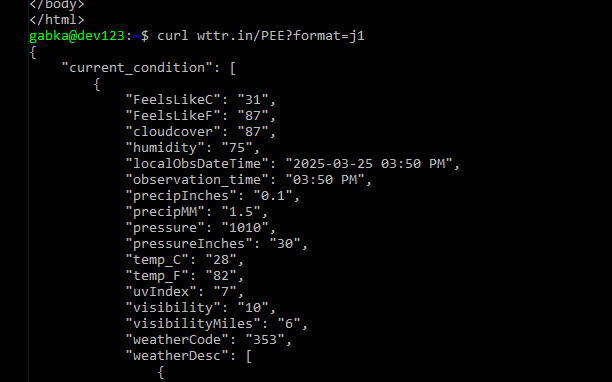 </body>
</html>
gabka@dev123:~$ curl wttr.in/PEE?format=j1
{
    "current_condition": [
        {
            "FeelsLikeC": "31",
            "FeelsLikeF": "87",
            "cloudcover": "87",
            "humidity": "75",
            "localObsDateTime": "2025-03-25 03:50 PM",
            "observation_time": "03:50 PM",
            "precipInches": "0.1",
            "precipMM": "1.5",
            "pressure": "1010",
            "pressureInches": "30",
            "temp_C": "28",
            "temp_F": "82",
            "uvIndex": "7",
            "visibility": "10",
            "visibilityMiles": "6",
            "weatherCode": "353",
            "weatherDesc": [
                {